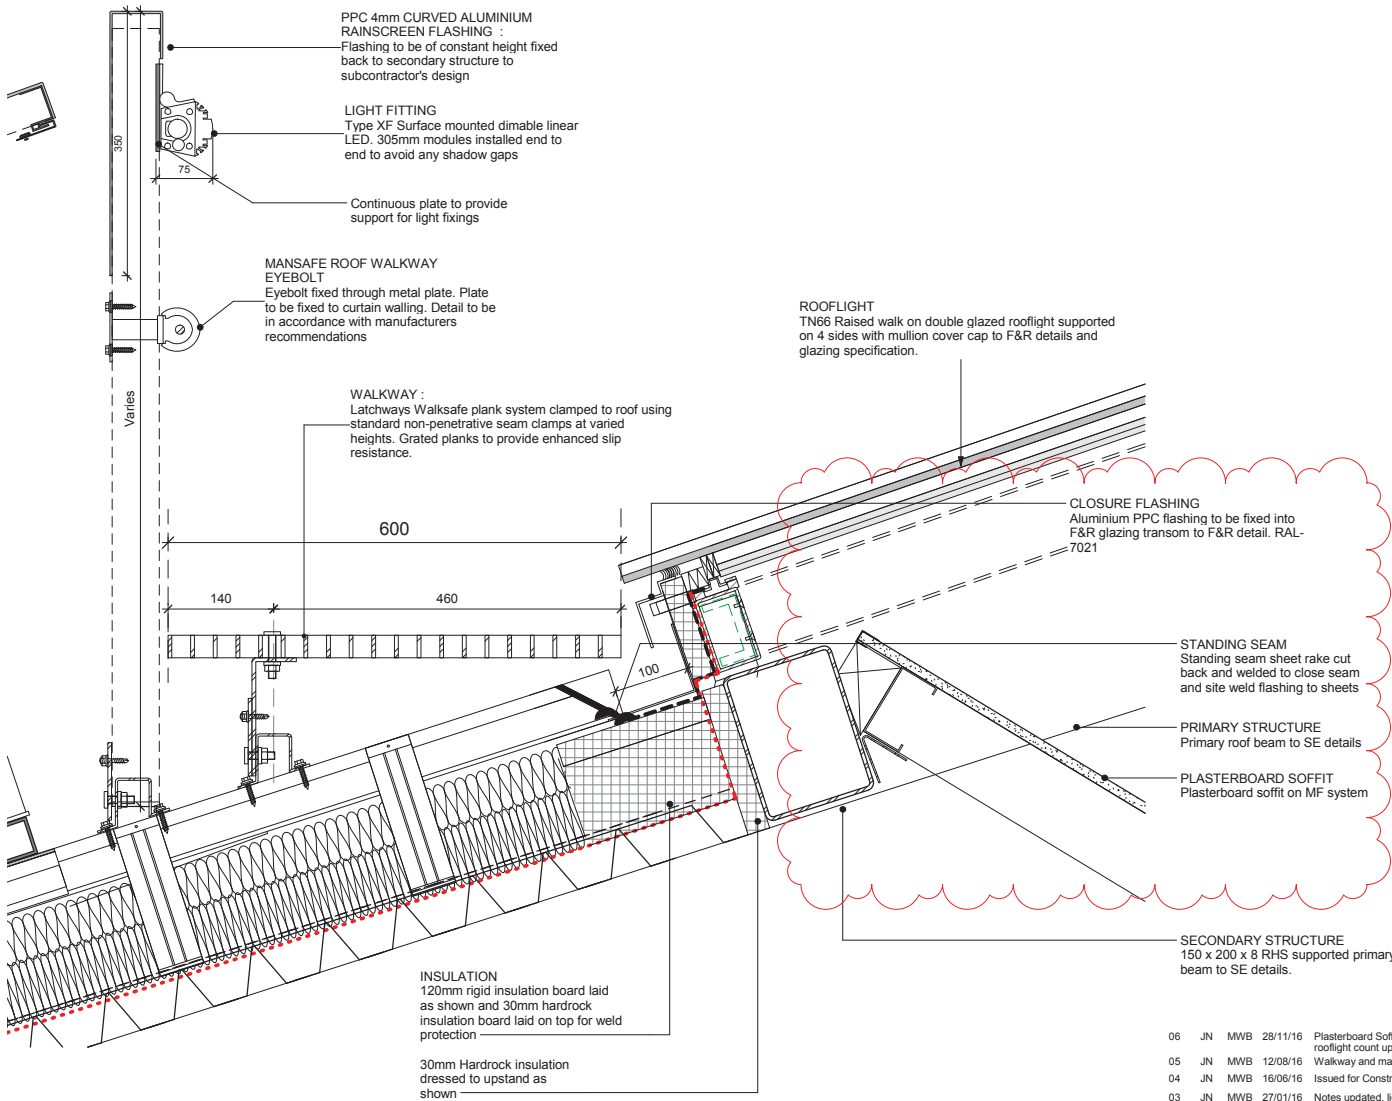 PPC 4mm CURVED ALUMINIUM
RAINSCREEN FLASHING :
Flashing to be of constant height fixed
back to secondary structure to
subcontractor's design
LIGHT FITTING
Type XF Surface mounted dimable linear
LED. 305mm modules installed end to
end to avoid any shadow gaps
350
75
Continuous plate to provide
support for light fixings
MANSAFE ROOF WALKWAY
EYEBOLT
Eyebolt fixed through metal plate. Plate
to be fixed to curtain walling. Detail to be
in accordance with manufacturers
recommendations
ROOFLIGHT
TN66 Raised walk on double glazed rooflight supported
on 4 sides with mullion cover cap to F&R details and
glazing specification.
Varies
WALKWAY :
Latchways Walksafe plank system clamped to roof using
standard non-penetrative seam clamps at varied
heights. Grated planks to provide enhanced slip
resistance.
CLOSURE FLASHING
Aluminium PPC flashing to be fixed into
F&R glazing transom to F&R detail. RAL-
7021
600
140
460
100
STANDING SEAM
Standing seam sheet rake cut
back and welded to close seam
and site weld flashing to sheets
PRIMARY STRUCTURE
Primary roof beam to SE details
PLASTERBOARD SOFFIT
Plasterboard soffit on MF system
SECONDARY STRUCTURE
150 x 200 x 8 RHS supported primary
beam to SE details.
INSULATION
120mm rigid insulation board laid
as shown and 30mm hardrock
insulation board laid on top for weld
protection
30mm Hardrock insulation
dressed to upstand as
shown
06 JN MWB 28/11/16 Plasterboard
rooflight count
05 JN MWB 12/08/16 Walkway and
04 JN MWB 16/06/16 Issued for
03 JN MWB 27/01/16 Notes updated,